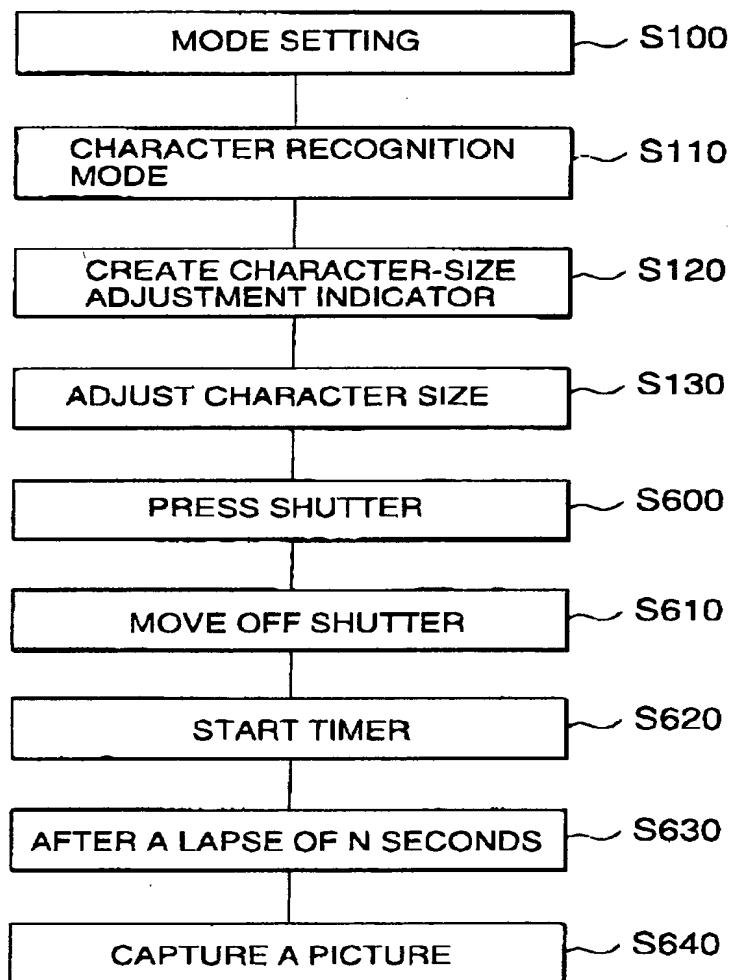 MODE SETTING S100
CHARACTER RECOGNITION
MODE S110
CREATE CHARACTER-SIZE
ADJUSTMENT INDICATOR S120
ADJUST CHARACTER SIZE S130
PRESS SHUTTER S600
MOVE OFF SHUTTER S610
START TIMER S620
AFTER A LAPSE OF N SECONDS S630
CAPTURE A PICTURE S640